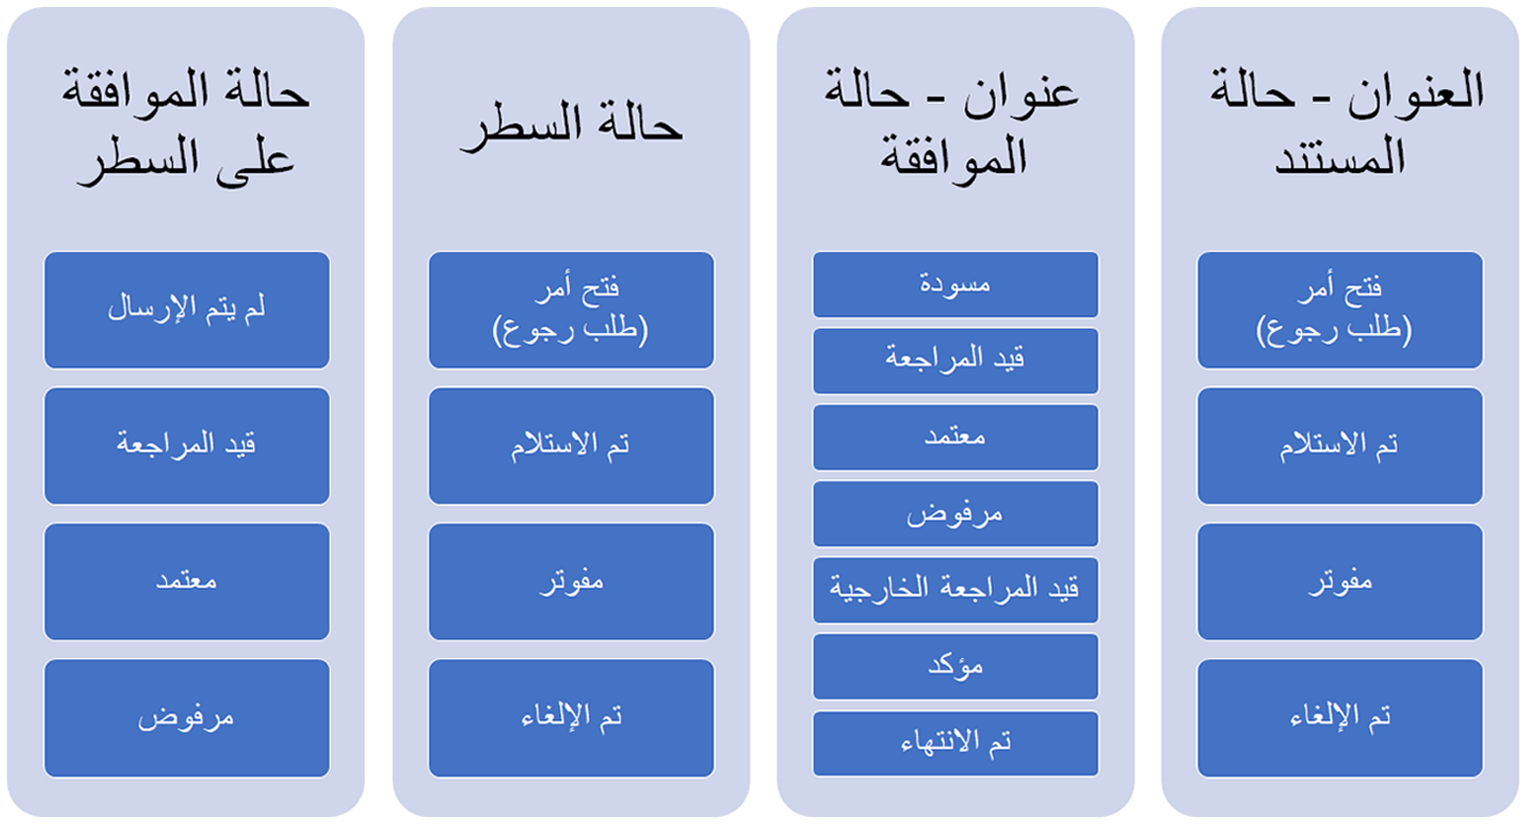 العنوان - حالة
المستند
فتح أمر
(طلب رجوع)
تم الاستلام
مفوتر
تم الإلغاء
عنوان - حالة
الموافقة
مسودة
قيد المراجعة
معتمد
مرفوض
قيد المراجعة الخارجية
مؤكد
تم الانتهاء
حالة السطر
فتح أمر
(طلب رجوع)
تم الاستلام
مفوتر
تم الإلغاء
حالة الموافقة
على السطر
لم يتم الإرسال
قيد المراجعة
معتمد
مرفوض